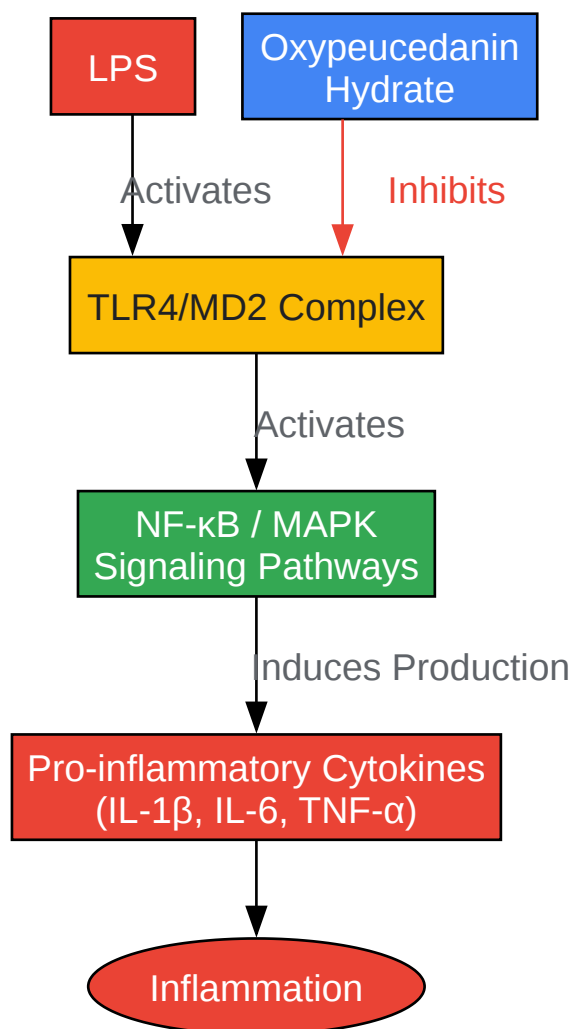 LPS
Oxypeucedanin
Hydrate
Activates
Inhibits
TLR4/MD2 Complex
Activates
NF-κB / MAPK
Signaling Pathways
Induces Production
Pro-inflammatory Cytokines
(IL-1β, IL-6, TNF-α)
Inflammation